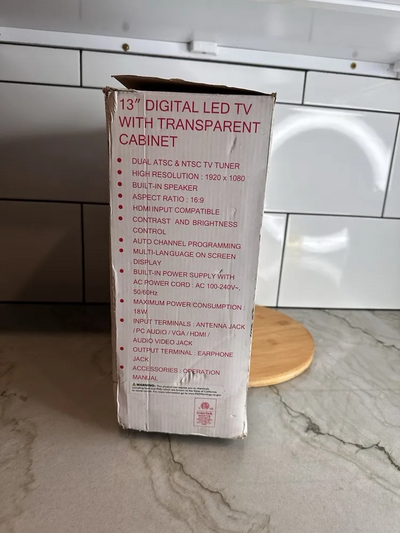 13" DIGITAL LED TV
WITH TRANSPARENT
CABINET
• DUAL ATSC & NTSC TV TUNER
• HIGH RESOLUTION : 1920 x 1080
• BUILT-IN SPEAKER
• ASPECT RATIO : 16:9
• HDMI INPUT COMPATIBLE
• CONTRAST AND BRIGHTNESS
CONTROL
• AUTO CHANNEL PROGRAMMING
• MULTI-LANGUAGE ON SCREEN
DISPLAY
• BUILT-IN POWER SUPPLY WITH
AC POWER CORD : AC 100-240V~,
50/60Hz
• MAXIMUM POWER CONSUMPTION :
18W
• INPUT TERMINALS : ANTENNA JACK
/ PC AUDIO / VGA / HDMI /
AUDIO VIDEO JACK
• OUTPUT TERMINAL : EARPHONE
JACK
• ACCESSORIES : OPERATION
MANUAL
WARNING: